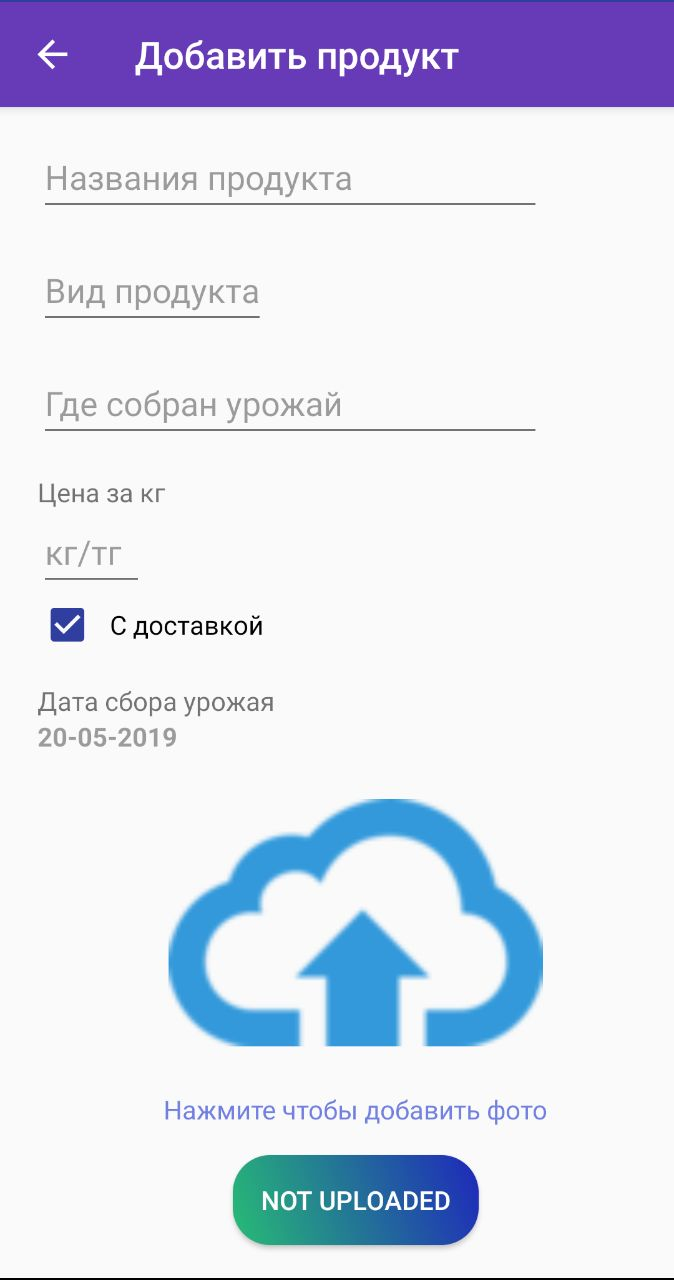 Добавить продукт
Названия продукта
Вид продукта
Где собран урожай
Цена за кг
кг/тг
С доставкой
Дата сбора урожая
20-05-2019
Нажмите чтобы добавить фото
NOT UPLOADED